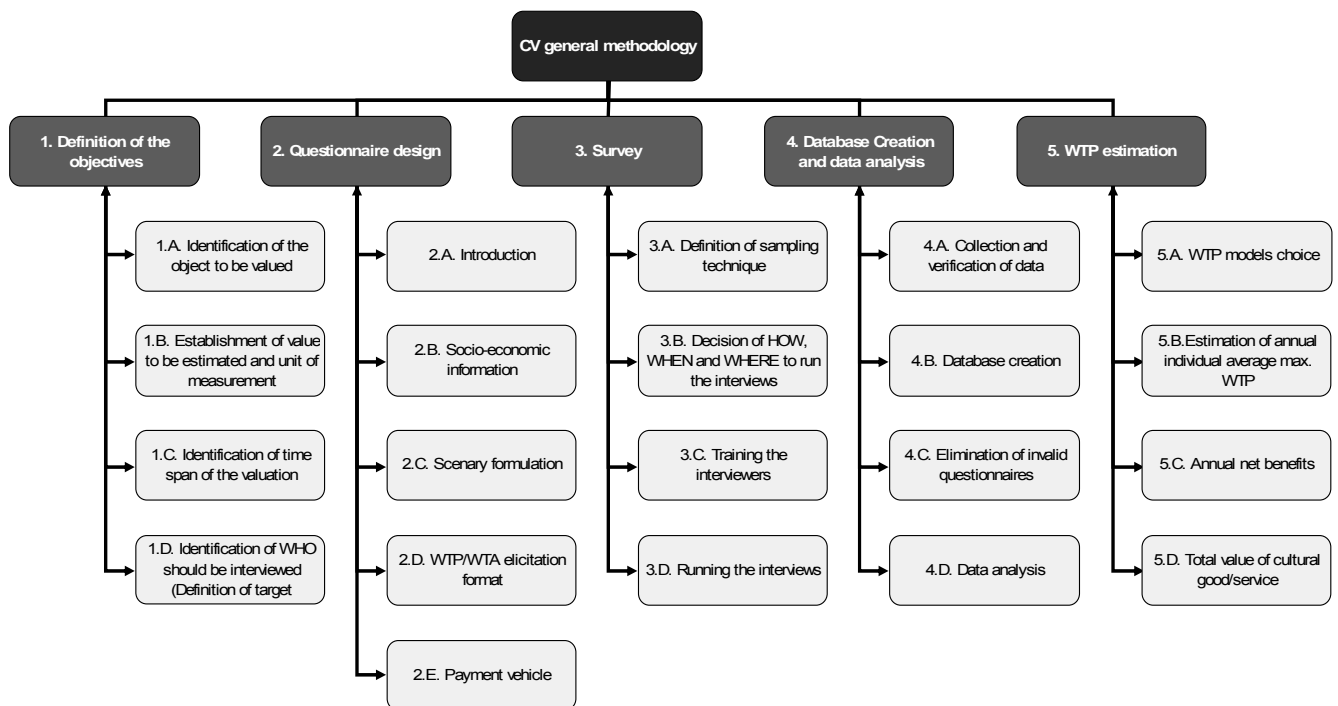 CV general methodology
1. Definition of the
objectives
1.A. Identification of the
object to be valued
1.B. Establishment of value
to be estimated and unit of
measurement
1.C. Identification of time
span of the valuation
1.D. Identification of WHO
should be interviewed
(Definition of target
2. Questionnaire design
2.A. Introduction
2.B. Socio-economic
information
2.C. Scenary formulation
2.D. WTP/WTA elicitation
format
2.E. Payment vehicle
3. Survey
3.A. Definition of sampling
technique
3.B. Decision of HOW,
WHEN and WHERE to run
the interviews
3.C. Training the
interviewers
3.D. Running the interviews
4. Database Creation
and data analysis
4.A. Collection and
verification of data
4.B. Database creation
4.C. Elimination of invalid
questionnaires
4.D. Data analysis
5. WTP estimation
5.A. WTP models choice
5.B.Estimation of annual
individual average max.
WTP
5.C. Annual net benefits
5.D. Total value of cultural
good/service